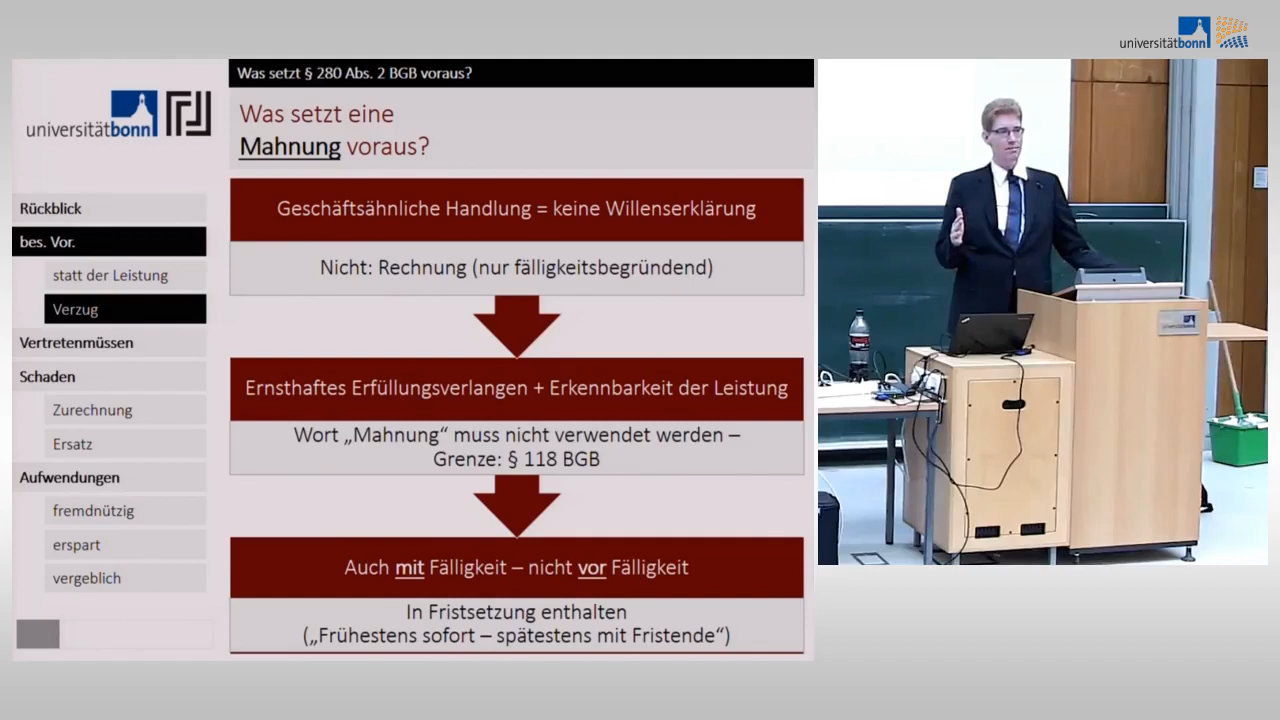 universitätbonn
Was setzt § 280 Abs. 2 BGB voraus?
universitätbonn
Was setzt eine
Mahnung voraus?
Rückblick
bes. Vor.
statt der Leistung
Verzug
Vertretenmüssen
Schaden
Zurechnung
Ersatz
Aufwendungen
fremdnützig
erspart
vergeblich
Geschäftsähnliche Handlung = keine Willenserklärung
Nicht: Rechnung (nur fälligkeitsbegründend)
Ernsthaftes Erfüllungsverlangen + Erkennbarkeit der Leistung
Wort „Mahnung“ muss nicht verwendet werden –
Grenze: § 118 BGB
Auch mit Fälligkeit – nicht vor Fälligkeit
In Fristsetzung enthalten
(„Frühestens sofort – spätestens mit Fristende“)